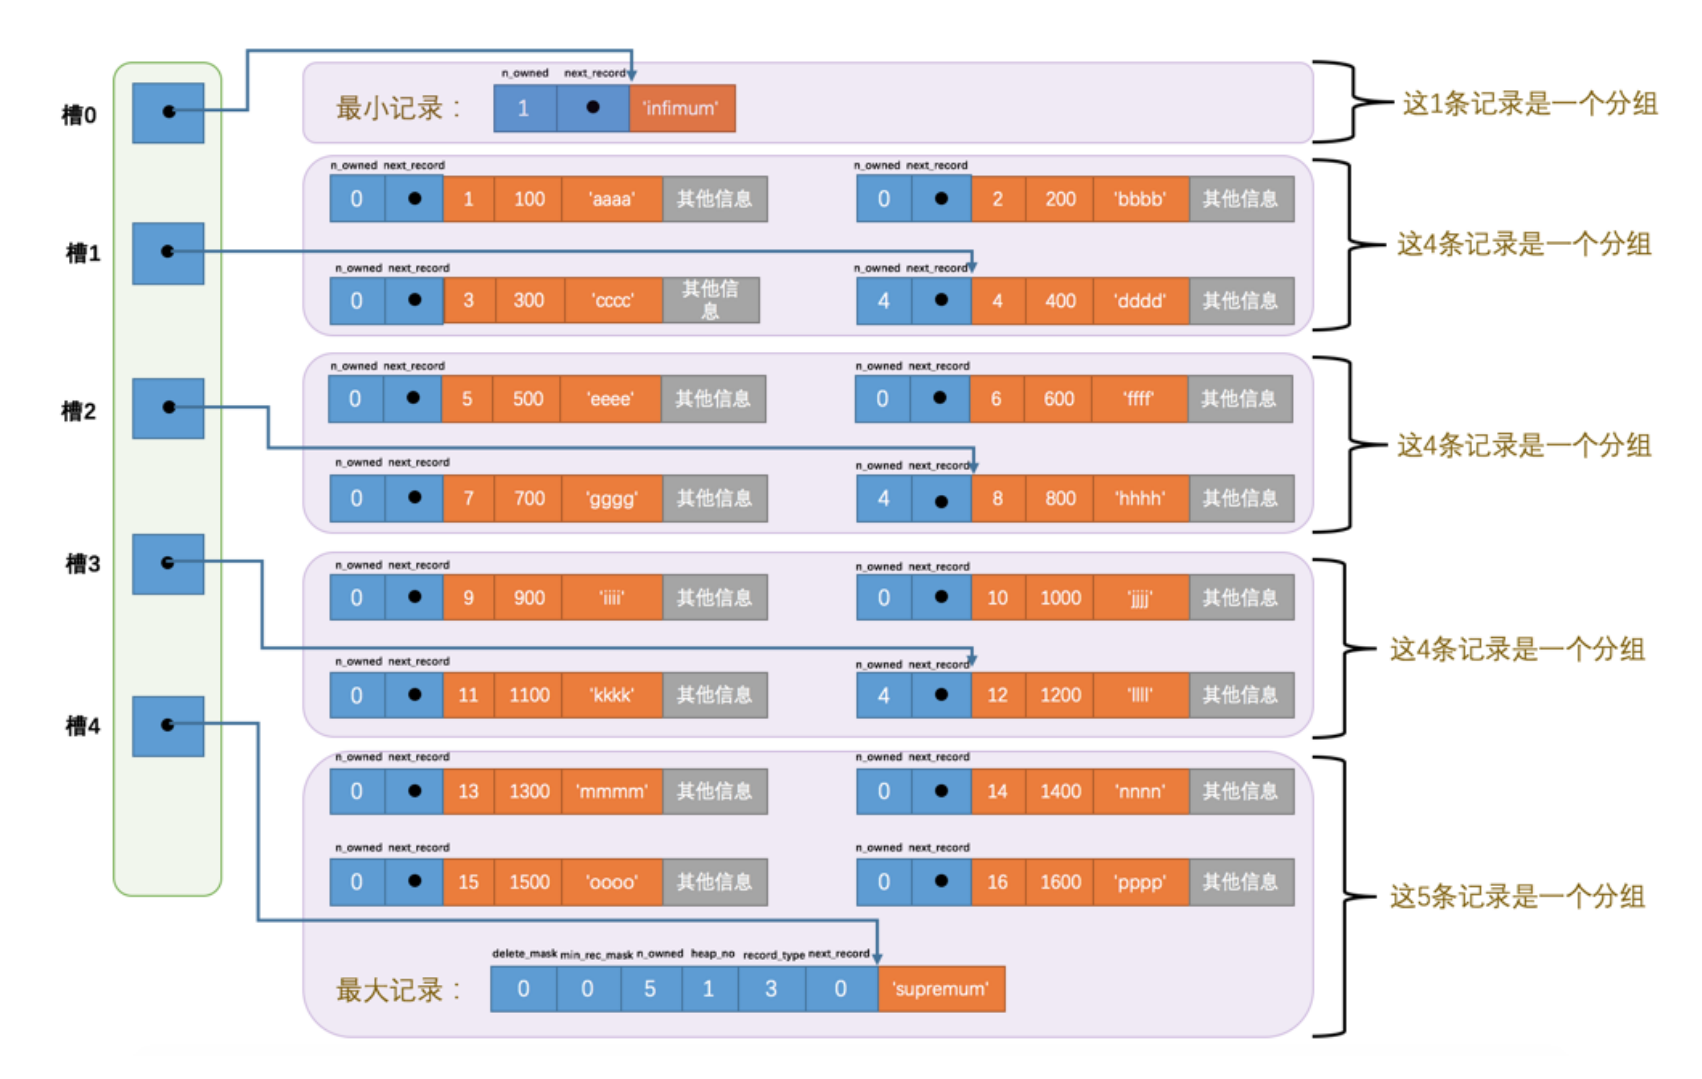 槽0
n_owned next_record
最小记录： 1 'infimum'
这1条记录是一个分组
n_owned next_record
0 1 100 'aaaa' 其他信息
n_owned next_record
0 2 200 'bbbb' 其他信息
槽1
这4条记录是一个分组
n_owned next_record
0 3 300 'cccc' 其他信
息
n_owned next_record
4 4 400 'dddd' 其他信息
n_owned next_record
0 5 500 'eeee' 其他信息
n_owned next_record
0 6 600 'ffff' 其他信息
槽2
这4条记录是一个分组
n_owned next_record
0 7 700 'gggg' 其他信息
n_owned next_record
4 8 800 'hhhh' 其他信息
槽3
n_owned next_record
0 9 900 'iiii' 其他信息
n_owned next_record
0 10 1000 'jjjj' 其他信息
这4条记录是一个分组
n_owned next_record
0 11 1100 'kkkk' 其他信息
n_owned next_record
4 12 1200 'llll' 其他信息
槽4
n_owned next_record
0 13 1300 'mmmm' 其他信息
n_owned next_record
0 14 1400 'nnnn' 其他信息
n_owned next_record
0 15 1500 'oooo' 其他信息
n_owned next_record
0 16 1600 'pppp' 其他信息
这5条记录是一个分组
delete_mask min_rec_mask n_owned heap_no record_type next_record
最大记录： 0 0 5 1 3 0 'supremum'